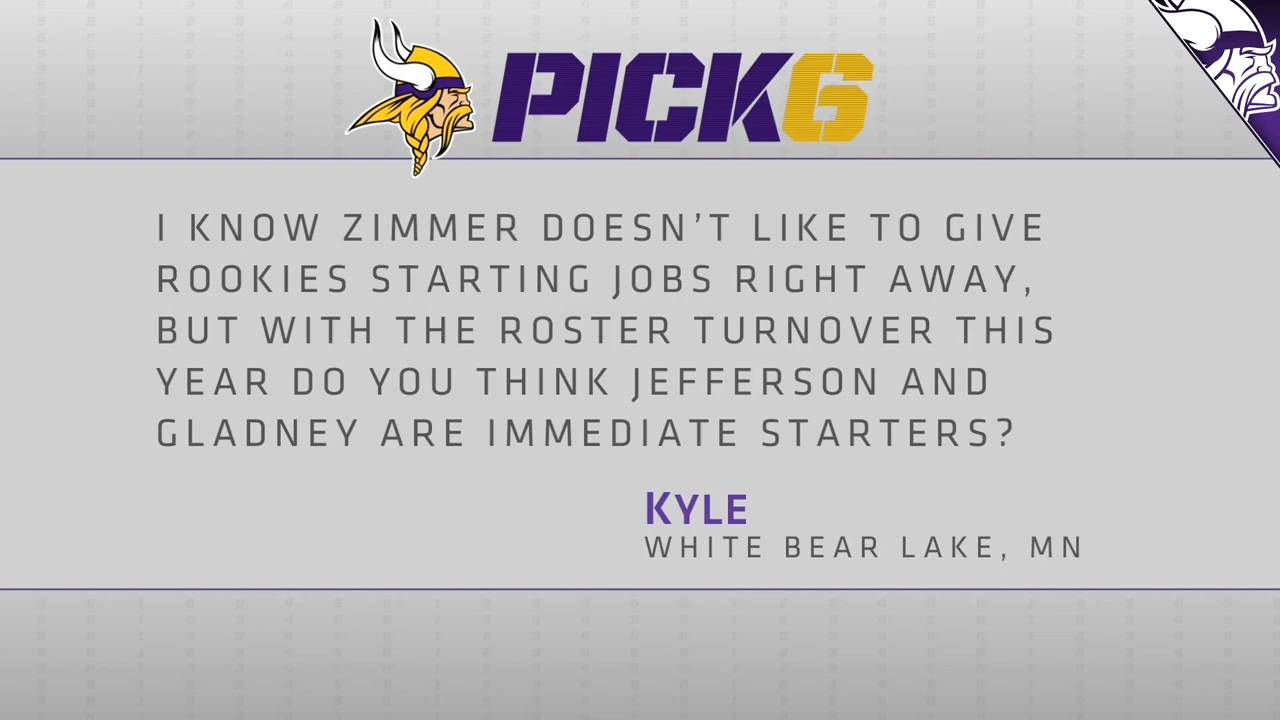 PICK6
I KNOW ZIMMER DOESN'T LIKE TO GIVE
ROOKIES STARTING JOBS RIGHT AWAY,
BUT WITH THE ROSTER TURNOVER THIS
YEAR DO YOU THINK JEFFERSON AND
GLADNEY ARE IMMEDIATE STARTERS?
KYLE
WHITE BEAR LAKE, MN